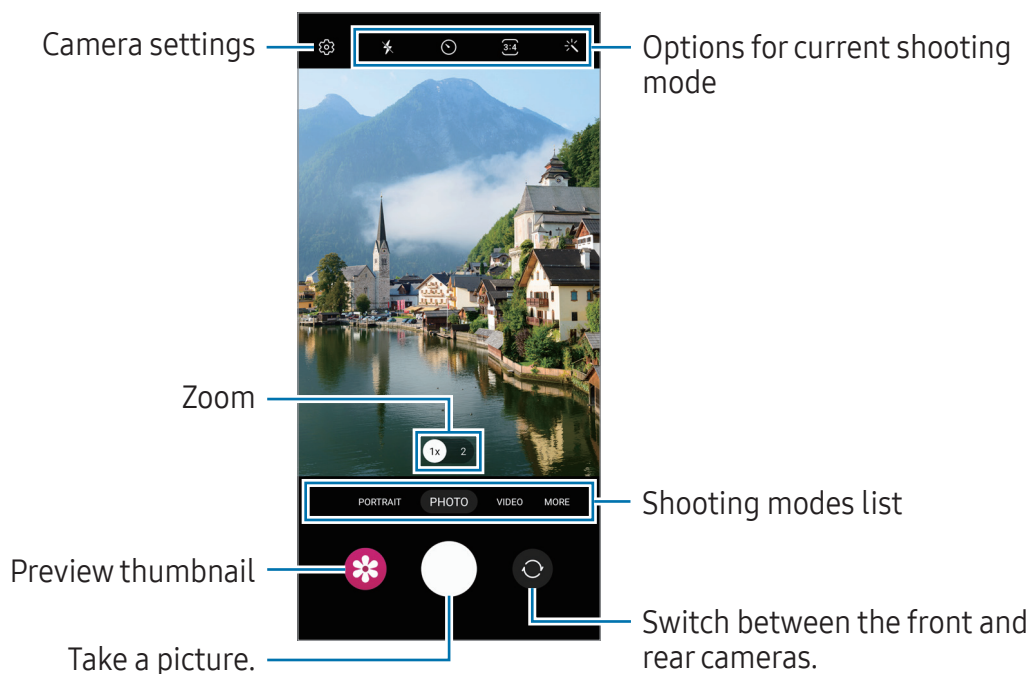 Camera settings
3:4
Options for current shooting
mode
Zoom
1x 2
PORTRAIT PHOTO VIDEO MORE
Shooting modes list
Preview thumbnail
Take a picture.
Switch between the front and
rear cameras.